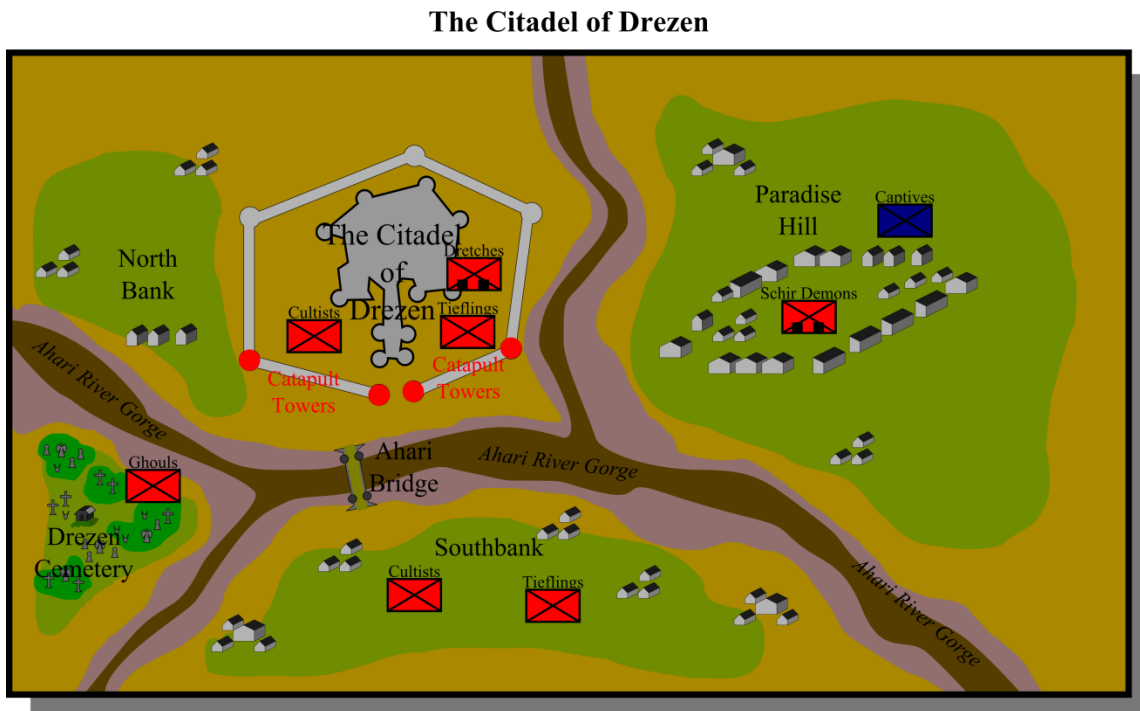 The Citadel of Drezen
Paradise
Hill
Captives
The Citadel
of
Drezen
Dretches
North
Bank
Schir Demons
Cultists
Tieflings
Catapult
Towers
Catapult
Towers
Ahari River Gorge
Ahari
Bridge
Ahari River Gorge
Ghouls
Drezen
Cemetery
Southbank
Cultists
Tieflings
Ahari River Gorge